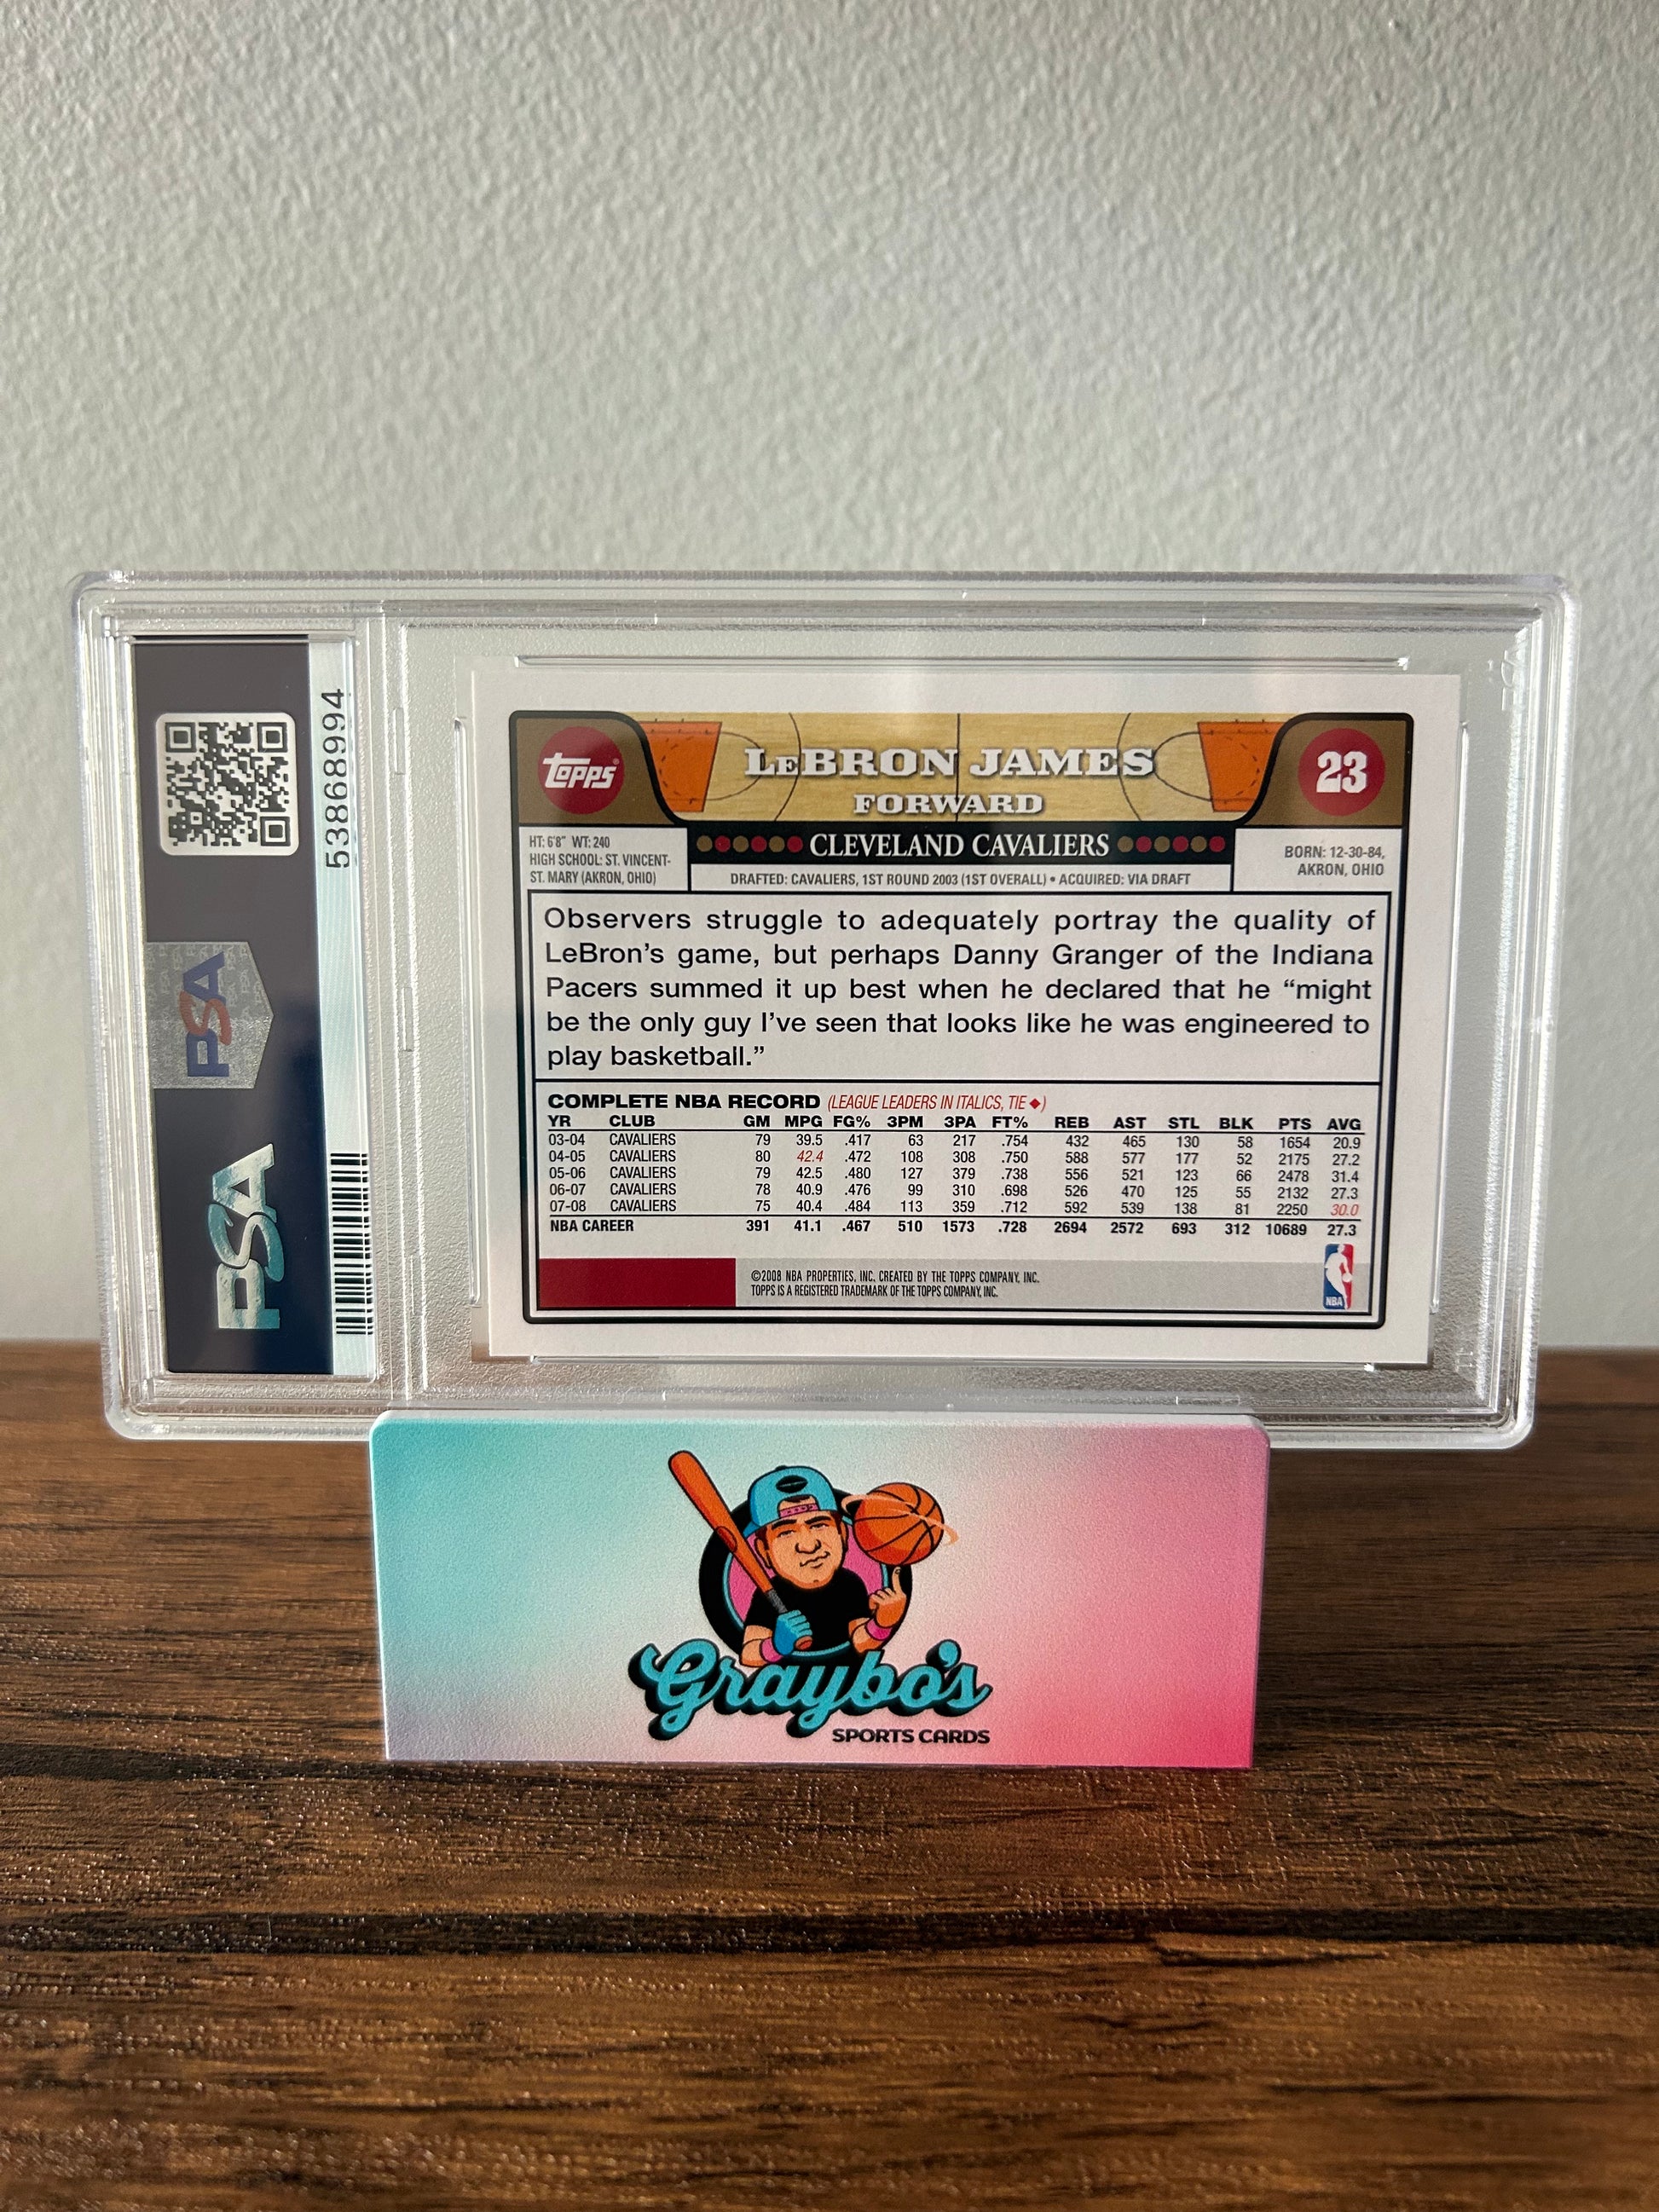 53868994
PSA
PSA
topps®
LeBRON JAMES
FORWARD
23
CLEVELAND CAVALIERS
HT: 6'8" WT: 240
HIGH SCHOOL: ST. VINCENT-
ST. MARY (AKRON, OHIO)
DRAFTED: CAVALIERS, 1ST ROUND 2003 (1ST OVERALL) • ACQUIRED: VIA DRAFT
BORN: 12-30-84,
AKRON, OHIO
Observers struggle to adequately portray the quality of
LeBron's game, but perhaps Danny Granger of the Indiana
Pacers summed it up best when he declared that he “might
be the only guy I've seen that looks like he was engineered to
play basketball.”
COMPLETE NBA RECORD (LEAGUE LEADERS IN ITALICS, TIE ◆)
YR CLUB GM MPG FG% 3PM 3PA FT% REB AST STL BLK PTS AVG
03-04 CAVALIERS 79 39.5 .417 63 217 .754 432 465 130 58 1654 20.9
04-05 CAVALIERS 80 42.4 .472 108 308 .750 588 577 177 52 2175 27.2
05-06 CAVALIERS 79 42.5 .480 127 379 .738 556 521 123 66 2478 31.4
06-07 CAVALIERS 78 40.9 .476 99 310 .698 526 470 125 55 2132 27.3
07-08 CAVALIERS 75 40.4 .484 113 359 .712 592 539 138 81 2250 30.0
NBA CAREER 391 41.1 .467 510 1573 .728 2694 2572 693 312 10689 27.3
©2008 NBA PROPERTIES, INC. CREATED BY THE TOPPS COMPANY, INC.
TOPPS IS A REGISTERED TRADEMARK OF THE TOPPS COMPANY, INC.
NBA
Graybo's
SPORTS CARDS